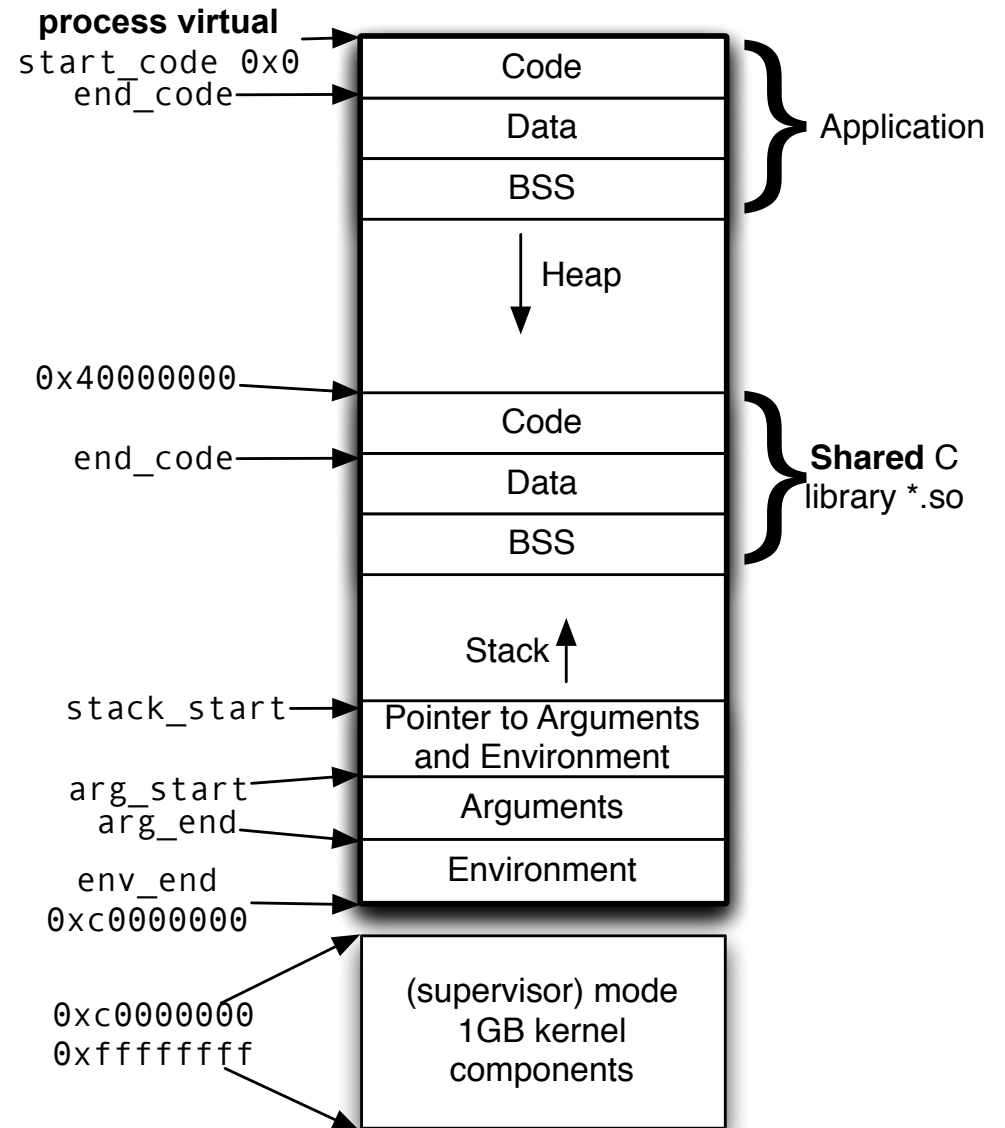 process virtual
start_code 0x0
end_code
Code
Data
BSS
Application
Heap
0x40000000
end_code
Code
Data
BSS
Shared C
library *.so
Stack
stack_start
Pointer to Arguments
and Environment
arg_start
arg_end
Arguments
env_end
0xc0000000
Environment
0xc0000000
0xffffffff
(supervisor) mode
1GB kernel
components